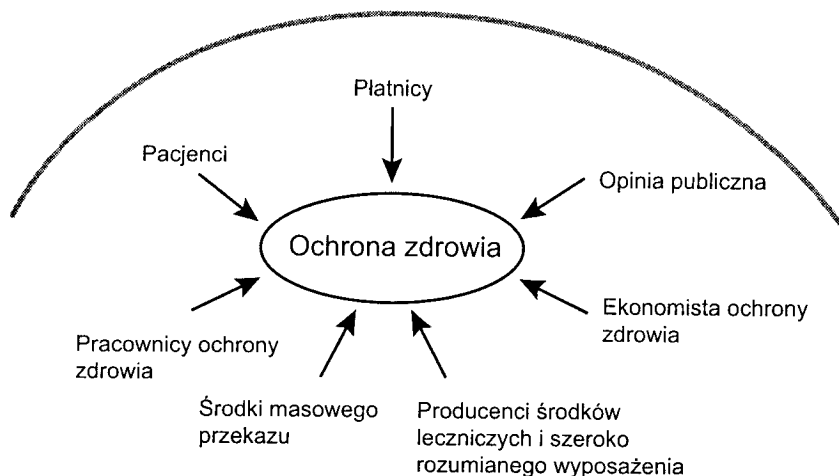 Płatnicy
Pacjenci
Opinia publiczna
Ochrona zdrowia
Ekonomista ochrony
zdrowia
Pracownicy ochrony
zdrowia
Środki masowego
przekazu
Producenci środków
leczniczych i szeroko
rozumianego wyposażenia